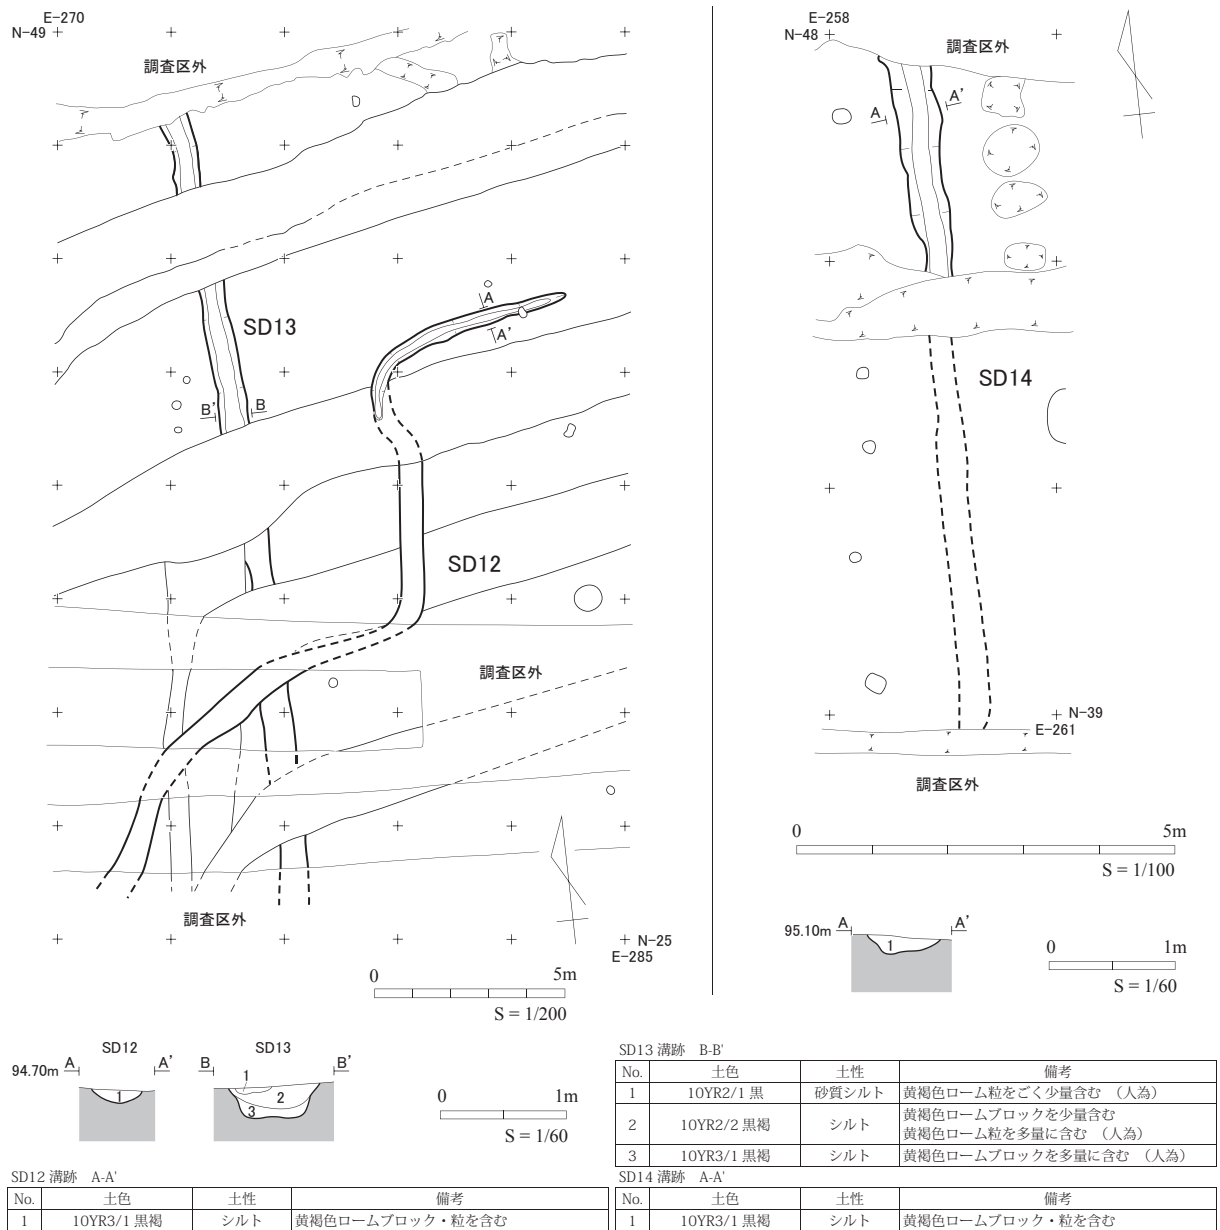 E-270
N-49
調査区外
SD13
A
A'
B'
B
SD12
調査区外
調査区外
N-25
E-285
0 5m
S = 1/200
E-258
N-48
調査区外
A
A'
SD14
N-39
E-261
調査区外
0 5m
S = 1/100
95.10m A A'
1
0 1m
S = 1/60
SD12 SD13
94.70m A A' B B'
1
1
2
3
0 1m
S = 1/60
SD13 溝跡 B-B'
No. 土色 土性 備考
1 10YR2/1 黒 砂質シルト 黄褐色ローム粒をごく少量含む (人為)
2 10YR2/2 黒褐 シルト 黄褐色ロームブロックを少量含む
黄褐色ローム粒を多量に含む (人為)
3 10YR3/1 黒褐 シルト 黄褐色ロームブロックを多量に含む (人為)
SD12 溝跡 A-A'
No. 土色 土性 備考
1 10YR3/1 黒褐 シルト 黄褐色ロームブロック・粒を含む
SD14 溝跡 A-A'
No. 土色 土性 備考
1 10YR3/1 黒褐 シルト 黄褐色ロームブロック・粒を含む